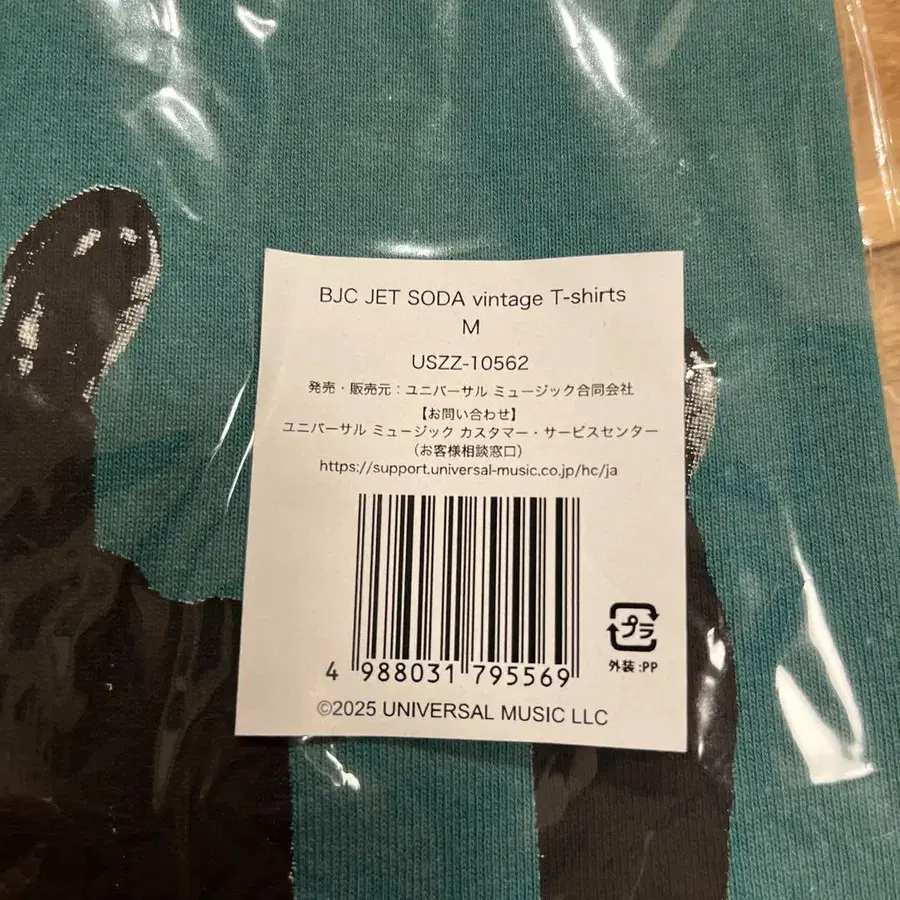 BJC JET SODA vintage T-shirts
M
USZZ-10562
発売・販売元：ユニバーサル ミュージック合同会社
【お問い合わせ】
ユニバーサル ミュージック カスタマー・サービスセンター
（お客様相談窓口）
https://support.universal-music.co.jp/hc/ja
プラ
外装:PP
4 988031 795569
©2025 UNIVERSAL MUSIC LLC